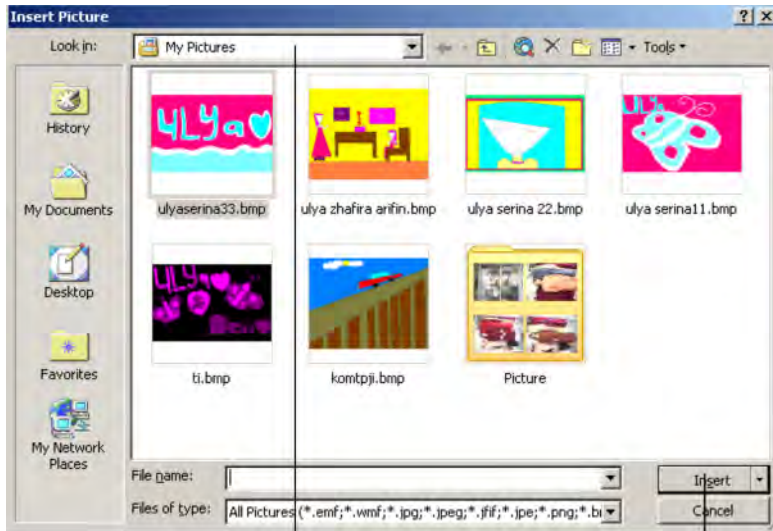 Insert Picture
Look in: My Pictures Tools
History
My Documents
Desktop
Favorites
My Network Places
ULYa
ulyaserina33.bmp ulya zhafira arifin.bmp ulya serina 22.bmp ulya serina11.bmp
ULYa
ti.bmp komtpji.bmp Picture
File name: Insert
Files of type: All Pictures (*.emf;*.wmf;*.jpg;*.jpeg;*.jfif;*.jpe;*.png;*.b Cancel